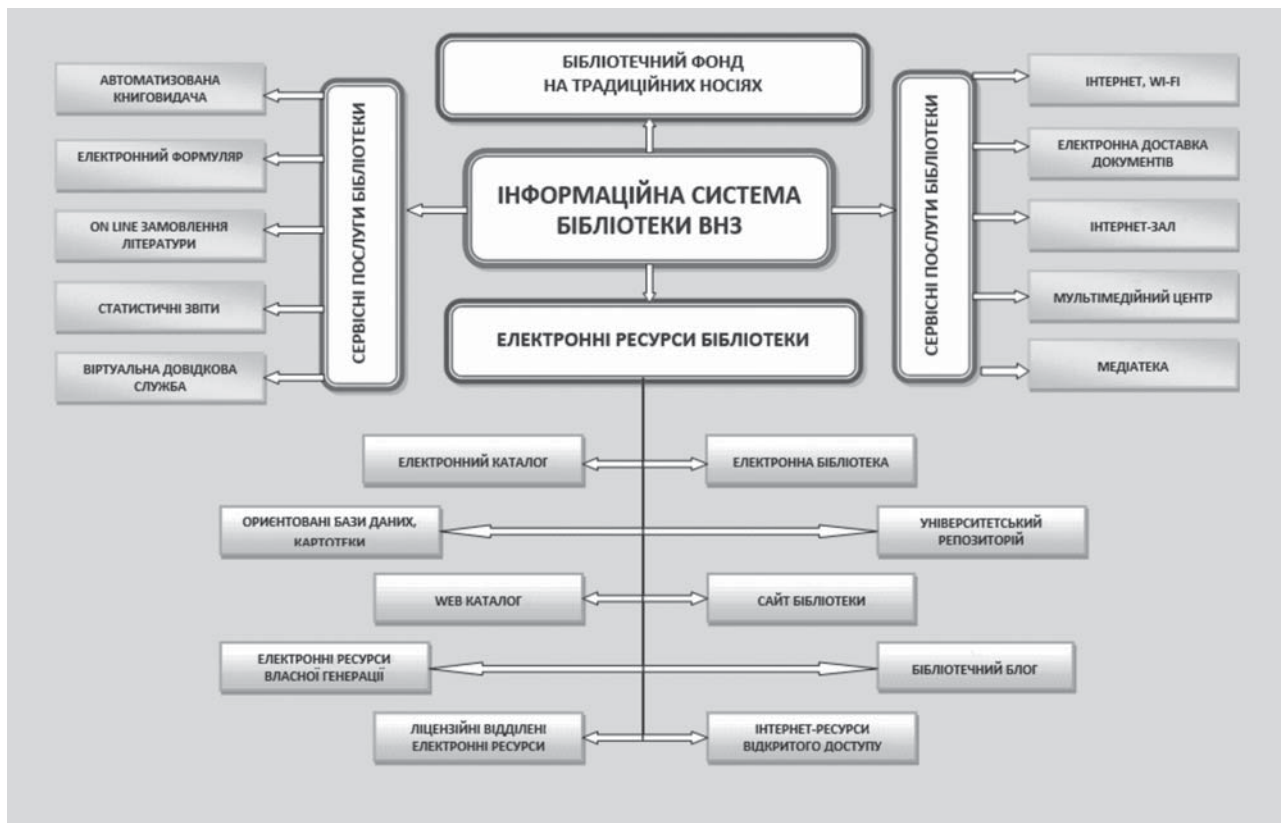 БІБЛІОТЕЧНИЙ ФОНД
НА ТРАДИЦІЙНИХ НОСІЯХ
ІНФОРМАЦІЙНА СИСТЕМА
БІБЛІОТЕКИ ВНЗ
ЕЛЕКТРОННІ РЕСУРСИ БІБЛІОТЕКИ
СЕРВІСНІ ПОСЛУГИ БІБЛІОТЕКИ
АВТОМАТИЗОВАНА
КНИГОВИДАЧА
ЕЛЕКТРОННИЙ ФОРМУЛЯР
ON LINE ЗАМОВЛЕННЯ
ЛІТЕРАТУРИ
СТАТИСТИЧНІ ЗВІТИ
ВІРТУАЛЬНА ДОВІДКОВА
СЛУЖБА
СЕРВІСНІ ПОСЛУГИ БІБЛІОТЕКИ
ІНТЕРНЕТ, WI-FI
ЕЛЕКТРОННА ДОСТАВКА
ДОКУМЕНТІВ
ІНТЕРНЕТ-ЗАЛ
МУЛЬТІМЕДІЙНИЙ ЦЕНТР
МЕДІАТЕКА
ЕЛЕКТРОННИЙ КАТАЛОГ
ЕЛЕКТРОННА БІБЛІОТЕКА
ОРИЄНТОВАНІ БАЗИ ДАНИХ,
КАРТОТЕКИ
УНІВЕРСИТЕТСЬКИЙ
РЕПОЗИТОРІЙ
WEB КАТАЛОГ
САЙТ БІБЛІОТЕКИ
ЕЛЕКТРОННІ РЕСУРСИ
ВЛАСНОЇ ГЕНЕРАЦІЇ
БІБЛІОТЕЧНИЙ БЛОГ
ЛІЦЕНЗІЙНІ ВІДДІЛЕНІ
ЕЛЕКТРОННІ РЕСУРСИ
ІНТЕРНЕТ-РЕСУРСИ
ВІДКРИТОГО ДОСТУПУ